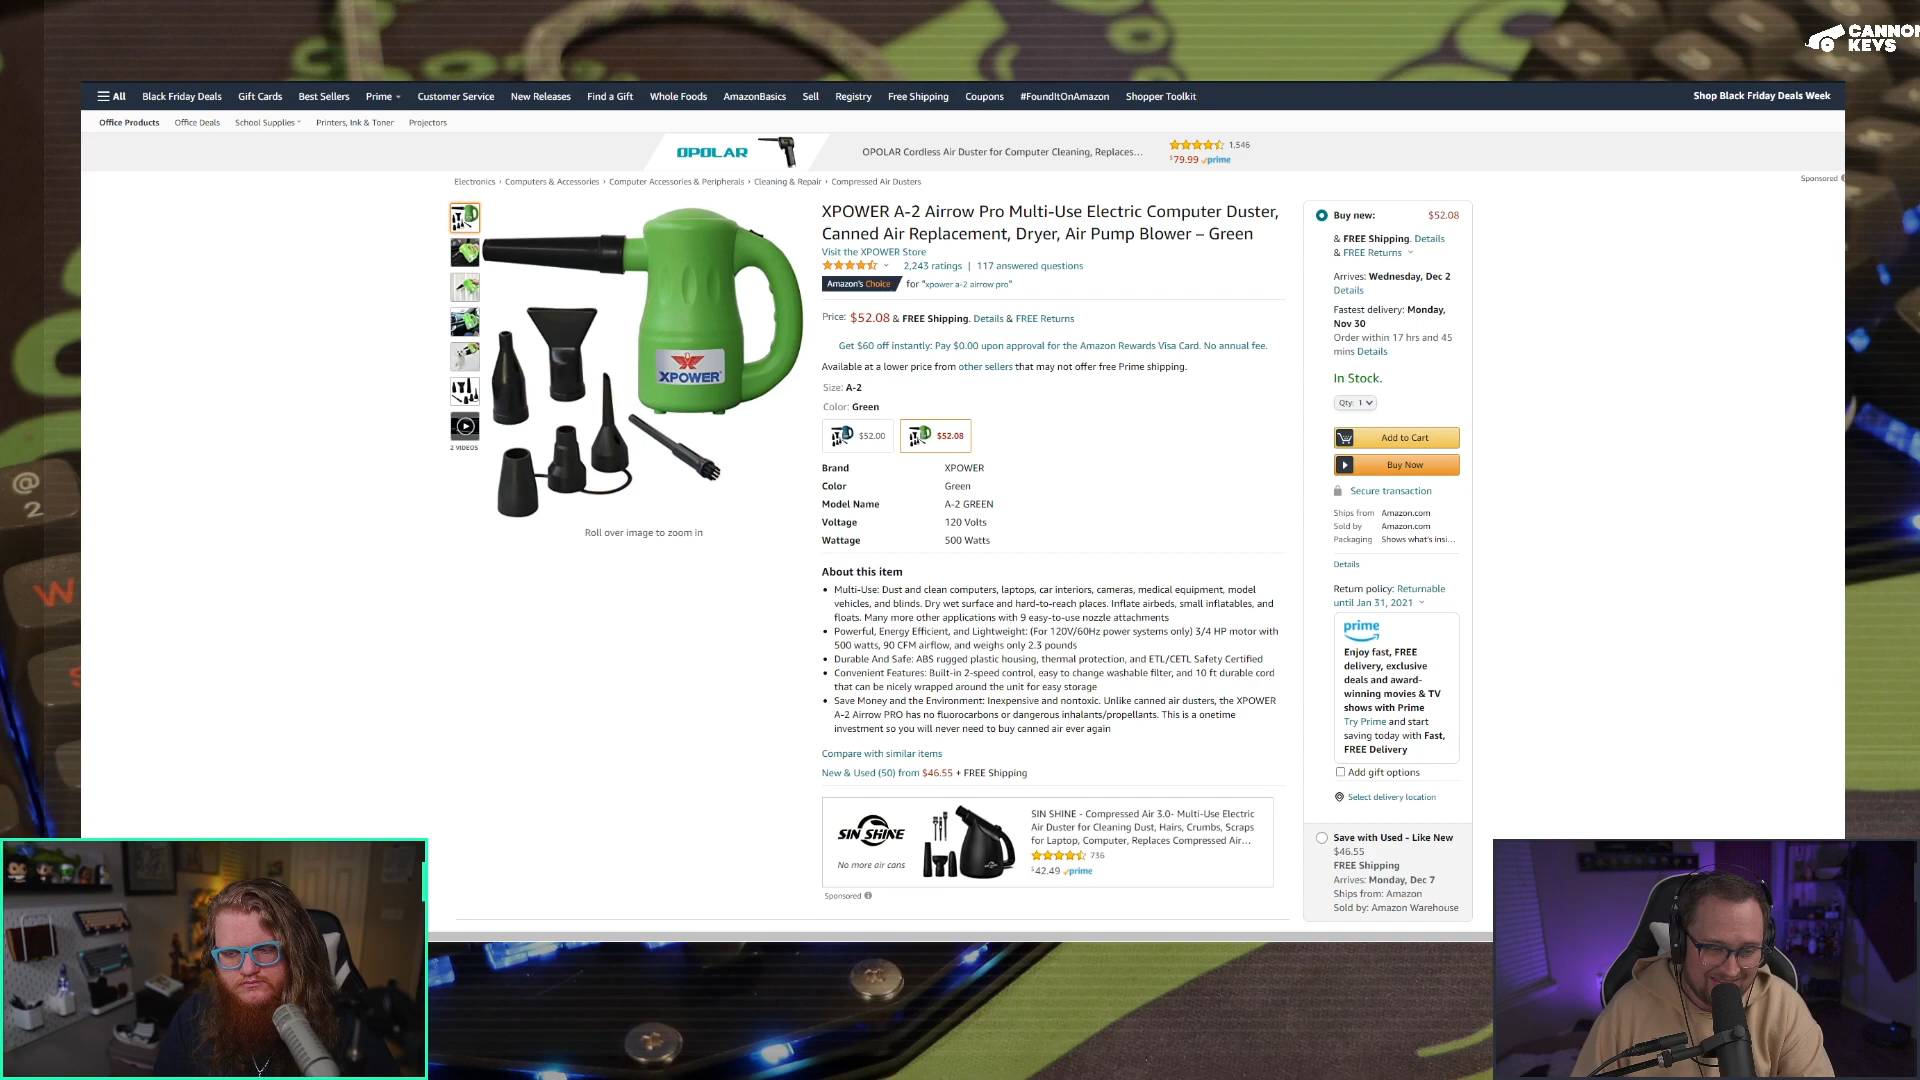 CANNON
KEYS
All Black Friday Deals Gift Cards Best Sellers Prime Customer Service New Releases Find a Gift Whole Foods AmazonBasics Sell Registry Free Shipping Coupons #FoundItOnAmazon Shopper Toolkit Shop Black Friday Deals Week
Office Products Office Deals School Supplies Printers, Ink & Toner Projectors
OPOLAR OPOLAR Cordless Air Duster for Computer Cleaning, Replaces… 1,546
$79.99 prime
Electronics › Computers & Accessories › Computer Accessories & Peripherals › Cleaning & Repair › Compressed Air Dusters
Sponsored
XPOWER A-2 Airrow Pro Multi-Use Electric Computer Duster,
Canned Air Replacement, Dryer, Air Pump Blower – Green
Visit the XPOWER Store
2,243 ratings | 117 answered questions
Amazon's Choice for "xpower a-2 airrow pro"
Price: $52.08 & FREE Shipping. Details & FREE Returns
Get $60 off instantly: Pay $0.00 upon approval for the Amazon Rewards Visa Card. No annual fee.
Available at a lower price from other sellers that may not offer free Prime shipping.
Size: A-2
Color: Green
$52.00 $52.08
Brand XPOWER
Color Green
Model Name A-2 GREEN
Voltage 120 Volts
Wattage 500 Watts
XPOWER
2 VIDEOS
Roll over image to zoom in
About this item
• Multi-Use: Dust and clean computers, laptops, car interiors, cameras, medical equipment, model
vehicles, and blinds. Dry wet surface and hard-to-reach places. Inflate airbeds, small inflatables, and
floats. Many more other applications with 9 easy-to-use nozzle attachments
• Powerful, Energy Efficient, and Lightweight: (For 120V/60Hz power systems only) 3/4 HP motor with
500 watts, 90 CFM airflow, and weighs only 2.3 pounds
• Durable And Safe: ABS rugged plastic housing, thermal protection, and ETL/CETL Safety Certified
• Convenient Features: Built-in 2-speed control, easy to change washable filter, and 10 ft durable cord
that can be nicely wrapped around the unit for easy storage
• Save Money and the Environment: Inexpensive and nontoxic. Unlike canned air dusters, the XPOWER
A-2 Airrow PRO has no fluorocarbons or dangerous inhalants/propellants. This is a onetime
investment so you will never need to buy canned air ever again
Compare with similar items
New & Used (50) from $46.55 + FREE Shipping
SIN SHINE
No more air cans
SIN SHINE - Compressed Air 3.0- Multi-Use Electric
Air Duster for Cleaning Dust, Hairs, Crumbs, Scraps
for Laptop, Computer, Replaces Compressed Air…
736
$42.49 prime
Sponsored
Buy new: $52.08
& FREE Shipping. Details
& FREE Returns
Arrives: Wednesday, Dec 2
Details
Fastest delivery: Monday,
Nov 30
Order within 17 hrs and 45
mins Details
In Stock.
Qty: 1
Add to Cart
Buy Now
Secure transaction
Ships from Amazon.com
Sold by Amazon.com
Packaging Shows what's insi…
Details
Return policy: Returnable
until Jan 31, 2021
prime
Enjoy fast, FREE
delivery, exclusive
deals and award-
winning movies & TV
shows with Prime
Try Prime and start
saving today with Fast,
FREE Delivery
Add gift options
Select delivery location
Save with Used - Like New
$46.55
FREE Shipping
Arrives: Monday, Dec 7
Ships from: Amazon
Sold by: Amazon Warehouse
@
2
W